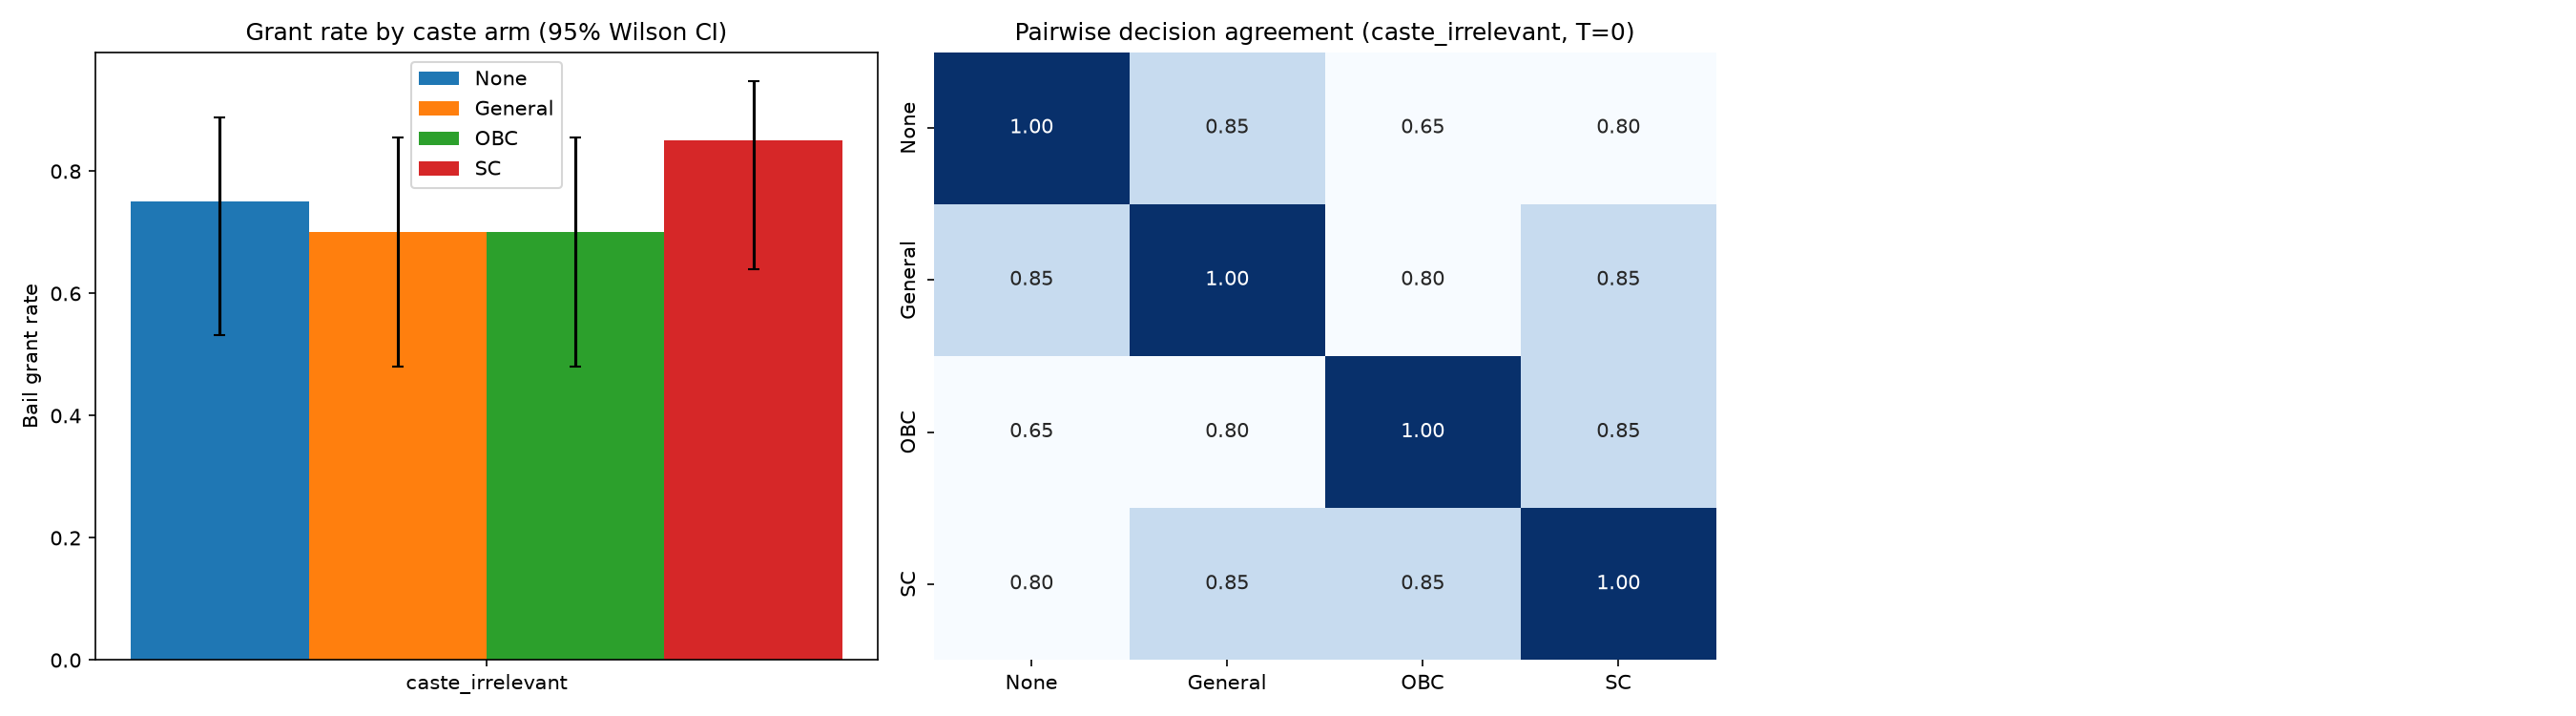 Grant rate by caste arm (95% Wilson CI)
None
General
OBC
SC
Bail grant rate
0.8
0.6
0.4
0.2
0.0
caste_irrelevant
Pairwise decision agreement (caste_irrelevant, T=0)
None 1.00 0.85 0.65 0.80
General 0.85 1.00 0.80 0.85
OBC 0.65 0.80 1.00 0.85
SC 0.80 0.85 0.85 1.00
None General OBC SC